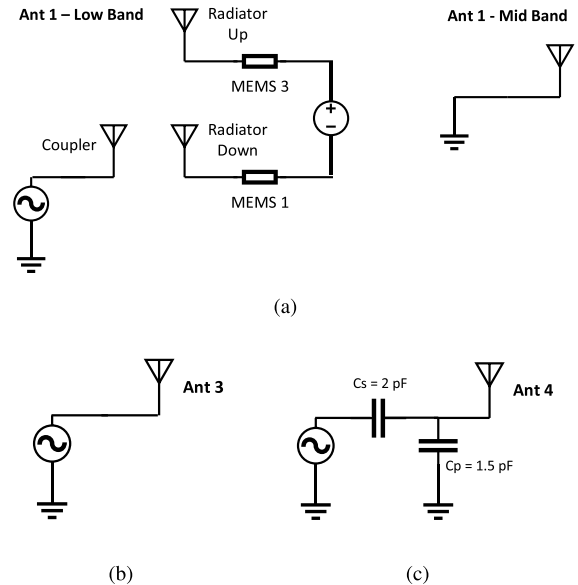 Ant 1 – Low Band
Radiator
Up
Ant 1 - Mid Band
MEMS 3
+
−
Coupler
Radiator
Down
MEMS 1
(a)
Ant 3
Cs = 2 pF
Ant 4
Cp = 1.5 pF
(b)
(c)